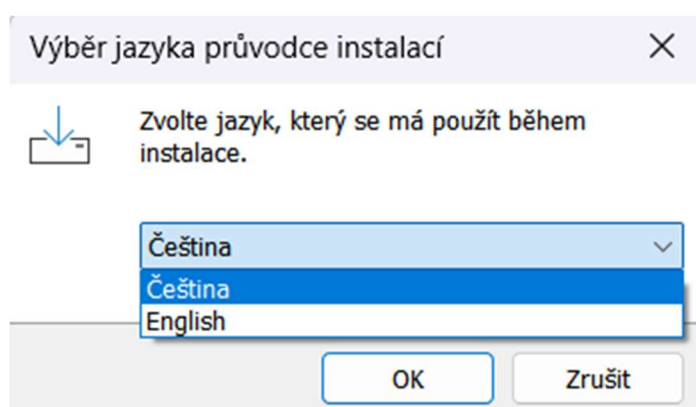 Výběr jazyka průvodce instalací
Zvolte jazyk, který se má použít během
instalace.
Čeština
Čeština
English
OK
Zrušit